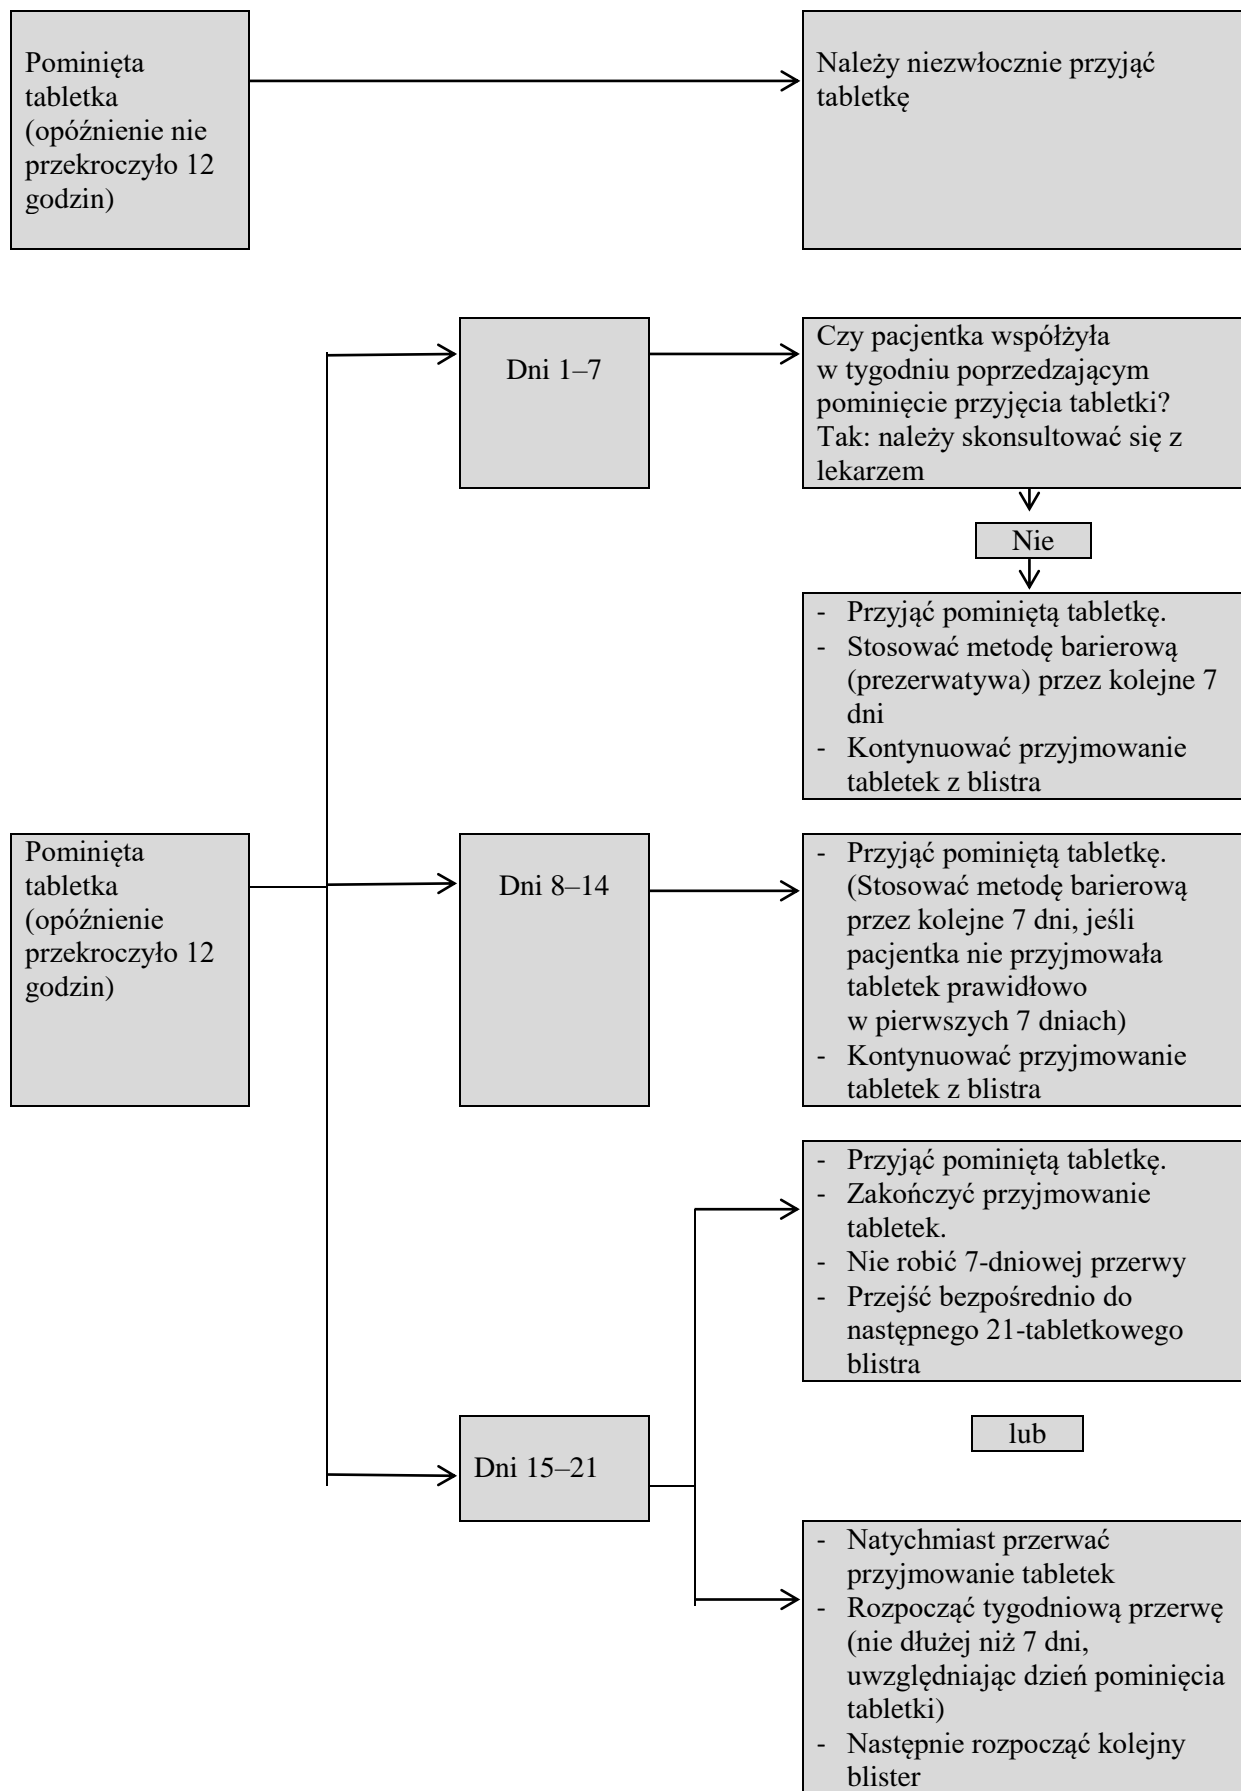 Pominięta
tabletka
(opóźnienie nie
przekroczyło 12
godzin)
Należy niezwłocznie przyjąć
tabletkę
Dni 1–7
Czy pacjentka współżyła
w tygodniu poprzedzającym
pominięcie przyjęcia tabletki?
Tak: należy skonsultować się z
lekarzem
Nie
- Przyjąć pominiętą tabletkę.
- Stosować metodę barierową
(prezerwatywa) przez kolejne 7
dni
- Kontynuować przyjmowanie
tabletek z blistra
Pominięta
tabletka
(opóźnienie
przekroczyło 12
godzin)
Dni 8–14
- Przyjąć pominiętą tabletkę.
(Stosować metodę barierową
przez kolejne 7 dni, jeśli
pacjentka nie przyjmowała
tabletek prawidłowo
w pierwszych 7 dniach)
- Kontynuować przyjmowanie
tabletek z blistra
Dni 15–21
- Przyjąć pominiętą tabletkę.
- Zakończyć przyjmowanie
tabletek.
- Nie robić 7-dniowej przerwy
- Przejść bezpośrednio do
następnego 21-tabletkowego
blistra
lub
- Natychmiast przerwać
przyjmowanie tabletek
- Rozpocząć tygodniową przerwę
(nie dłużej niż 7 dni,
uwzględniając dzień pominięcia
tabletki)
- Następnie rozpocząć kolejny
blister